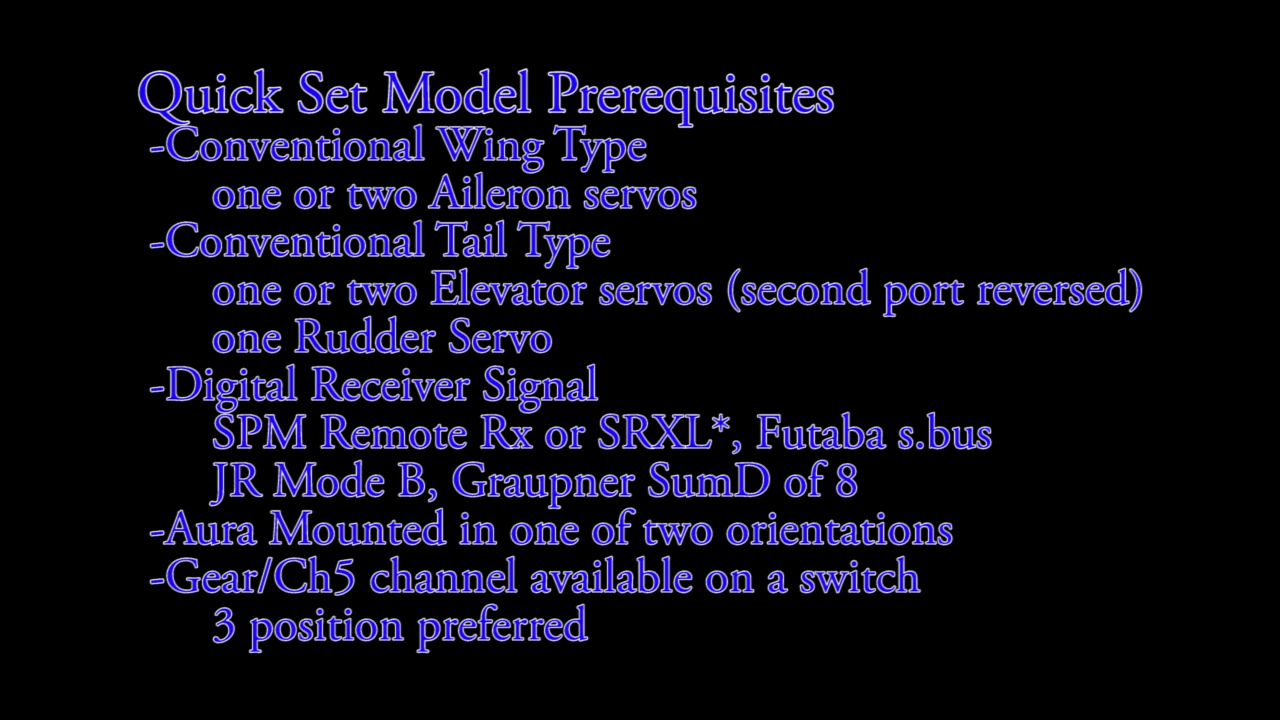 Quick Set Model Prerequisites
-Conventional Wing Type
one or two Aileron servos
-Conventional Tail Type
one or two Elevator servos (second port reversed)
one Rudder Servo
-Digital Receiver Signal
SPM Remote Rx or SRXL*, Futaba s.bus
JR Mode B, Graupner SumD of 8
-Aura Mounted in one of two orientations
-Gear/Ch5 channel available on a switch
3 position preferred